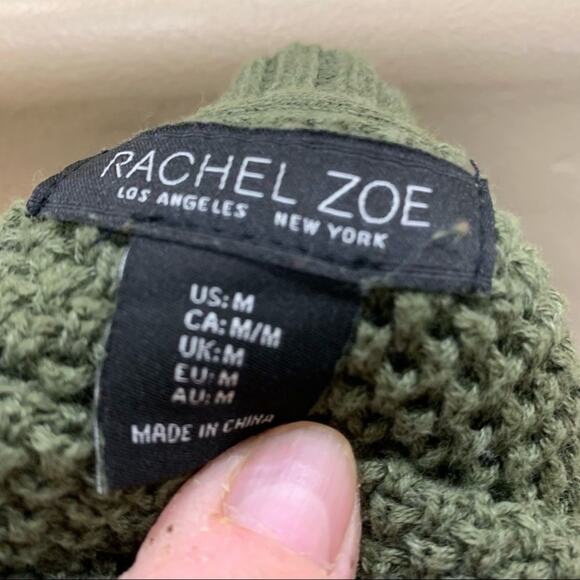 RACHEL ZOE
LOS ANGELES NEW YORK
US: M
CA: M/M
UK: M
EU: M
AU: M
MADE IN CHINA